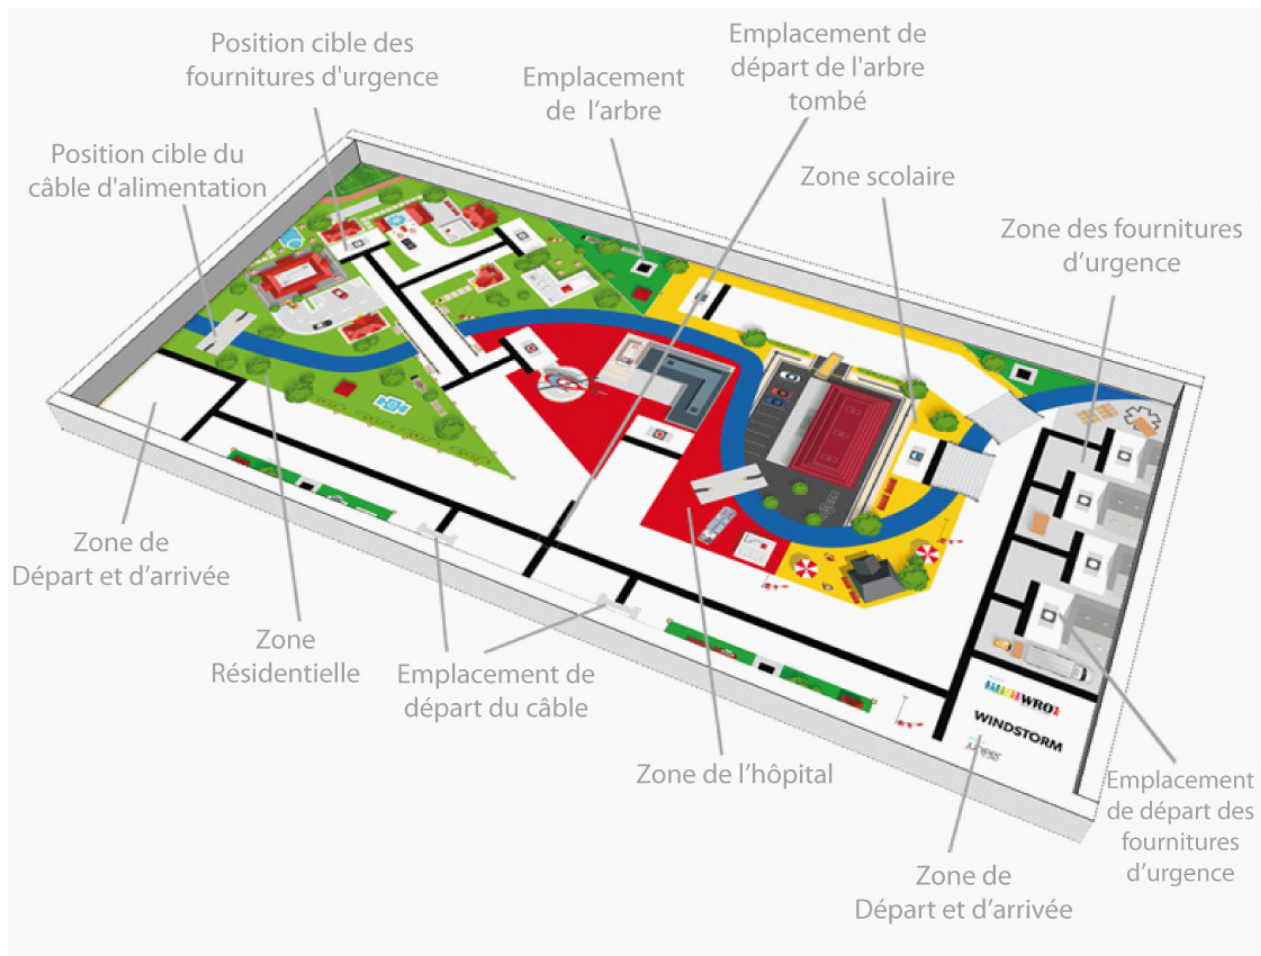 Position cible des
fournitures d'urgence
Emplacement
de l’arbre
Emplacement de
départ de l'arbre
tombé
Position cible du
câble d'alimentation
Zone scolaire
Zone des fournitures
d’urgence
Zone de
Départ et d’arrivée
Zone
Résidentielle
Emplacement de
départ du câble
Zone de l’hôpital
WRO
WINDSTORM
juniper
Emplacement
de départ des
fournitures
d’urgence
Zone de
Départ et d’arrivée